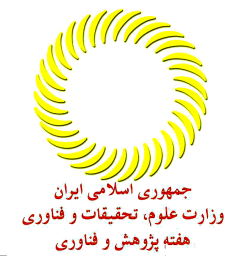 جمهوری اسلامی ایران
وزارت علوم، تحقیقات و فناوری
هفته پژوهش و فناوری